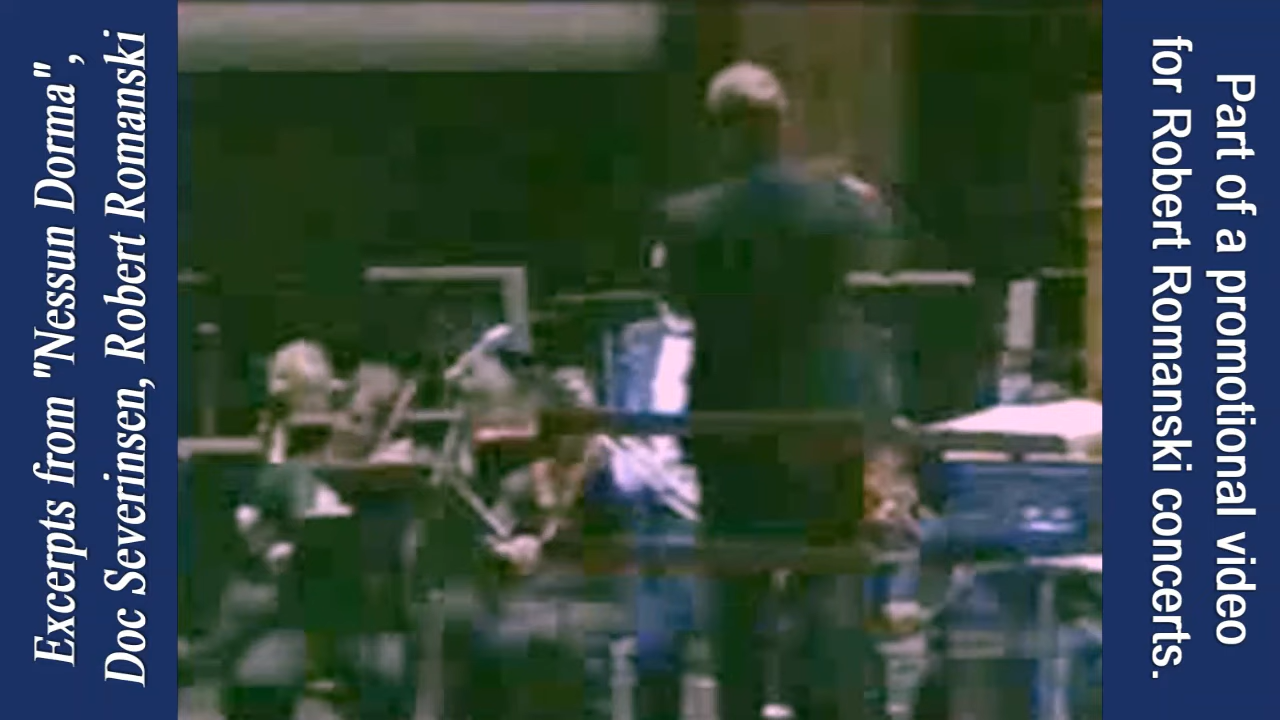 Excerpts from "Nessun Dorma",
Doc Severinsen, Robert Romanski
Part of a promotional video
for Robert Romanski concerts.